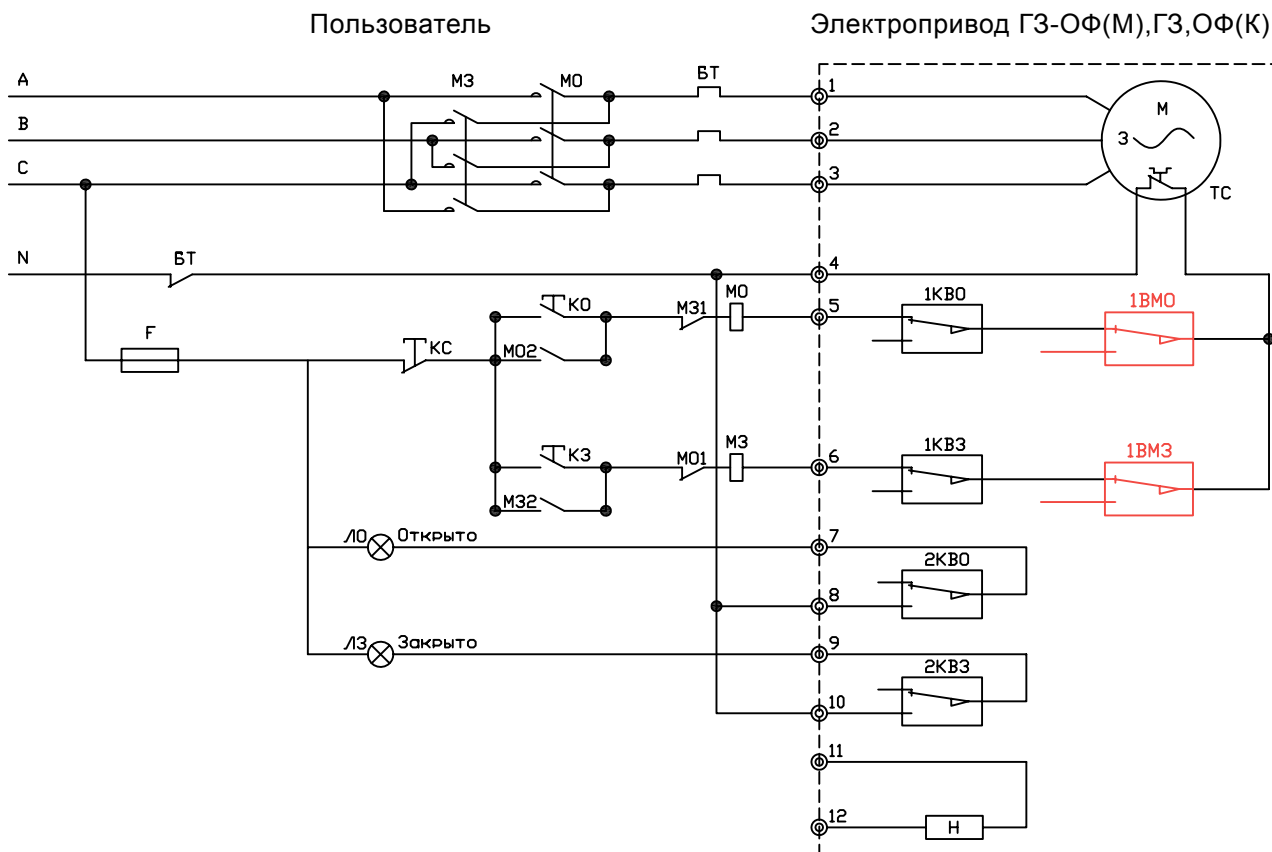 Пользователь
Электропривод ГЗ-ОФ(М),ГЗ,ОФ(К)
A МЗ МО БТ 1
B 2
C 3
М
3
ТС
N БТ 4
КО МЗ1 МО 5 1КВО 1ВМО
F КС МО2
КЗ МО1 МЗ 6 1КВЗ 1ВМЗ
МЗ2
ЛО Открыто 7
2КВО
8
ЛЗ Закрыто 9
2КВЗ
10
11
12 Н